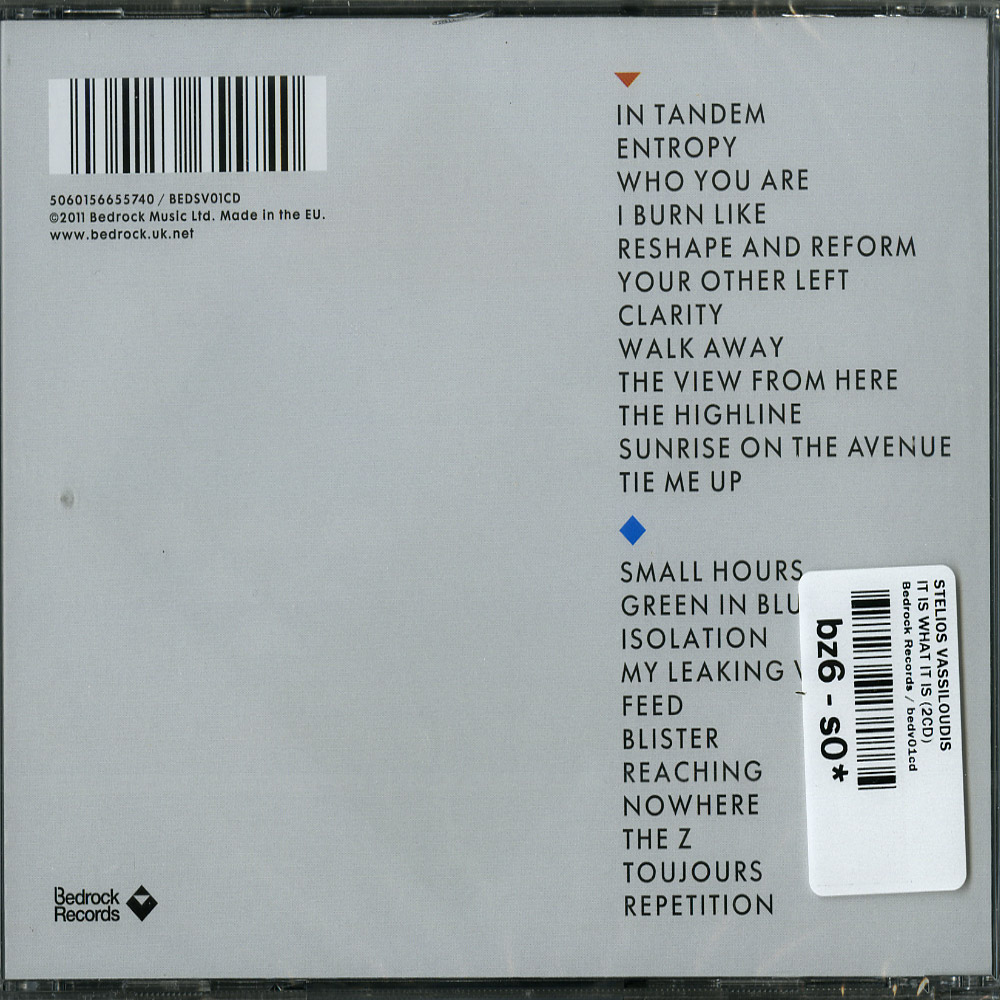 5060156655740 / BEDSV01CD
©2011 Bedrock Music Ltd. Made in the EU.
www.bedrock.uk.net
IN TANDEM
ENTROPY
WHO YOU ARE
I BURN LIKE
RESHAPE AND REFORM
YOUR OTHER LEFT
CLARITY
WALK AWAY
THE VIEW FROM HERE
THE HIGHLINE
SUNRISE ON THE AVENUE
TIE ME UP
SMALL HOURS
GREEN IN
ISOLATION
MY LEAKING
FEED
BLISTER
REACHING
NOWHERE
THE Z
TOUJOURS
REPETITION
STELIOS VASSILOUDIS
IT IS WHAT IT IS (2CD)
Bedrock Records / bedv01cd
bz6 - s0*
Bedrock
Records